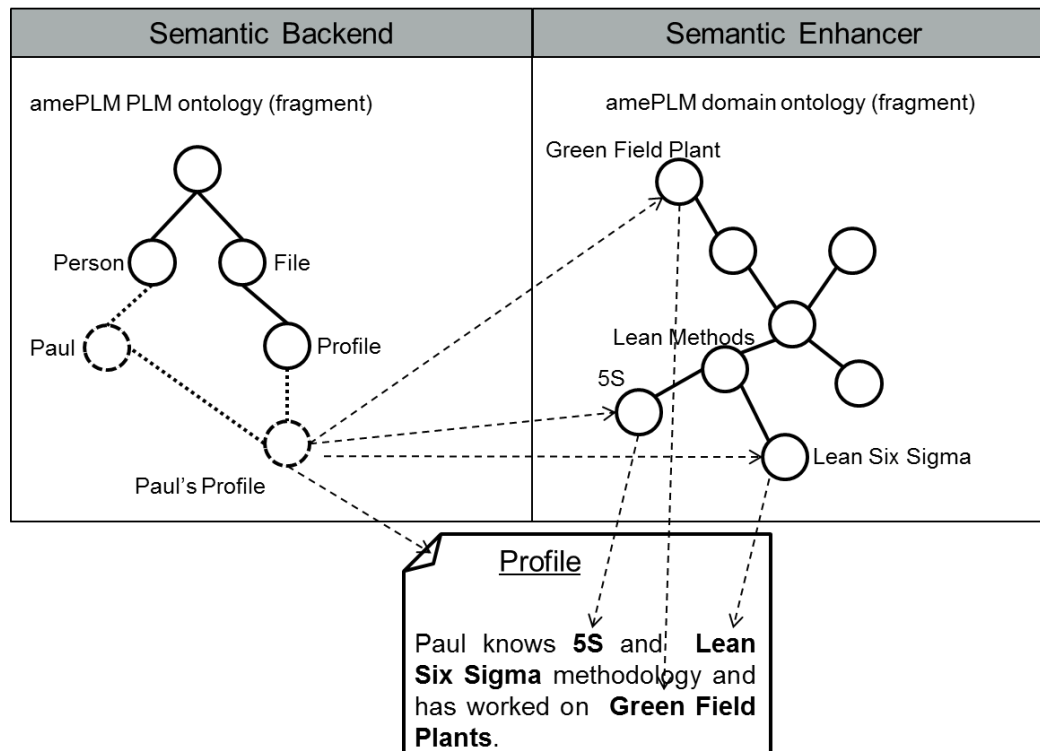 Semantic Backend
Semantic Enhancer
amePLM PLM ontology (fragment)
Person
File
Paul
Profile
Paul's Profile
amePLM domain ontology (fragment)
Green Field Plant
Lean Methods
5S
Lean Six Sigma
Profile
Paul knows 5S and Lean
Six Sigma methodology and
has worked on Green Field
Plants.